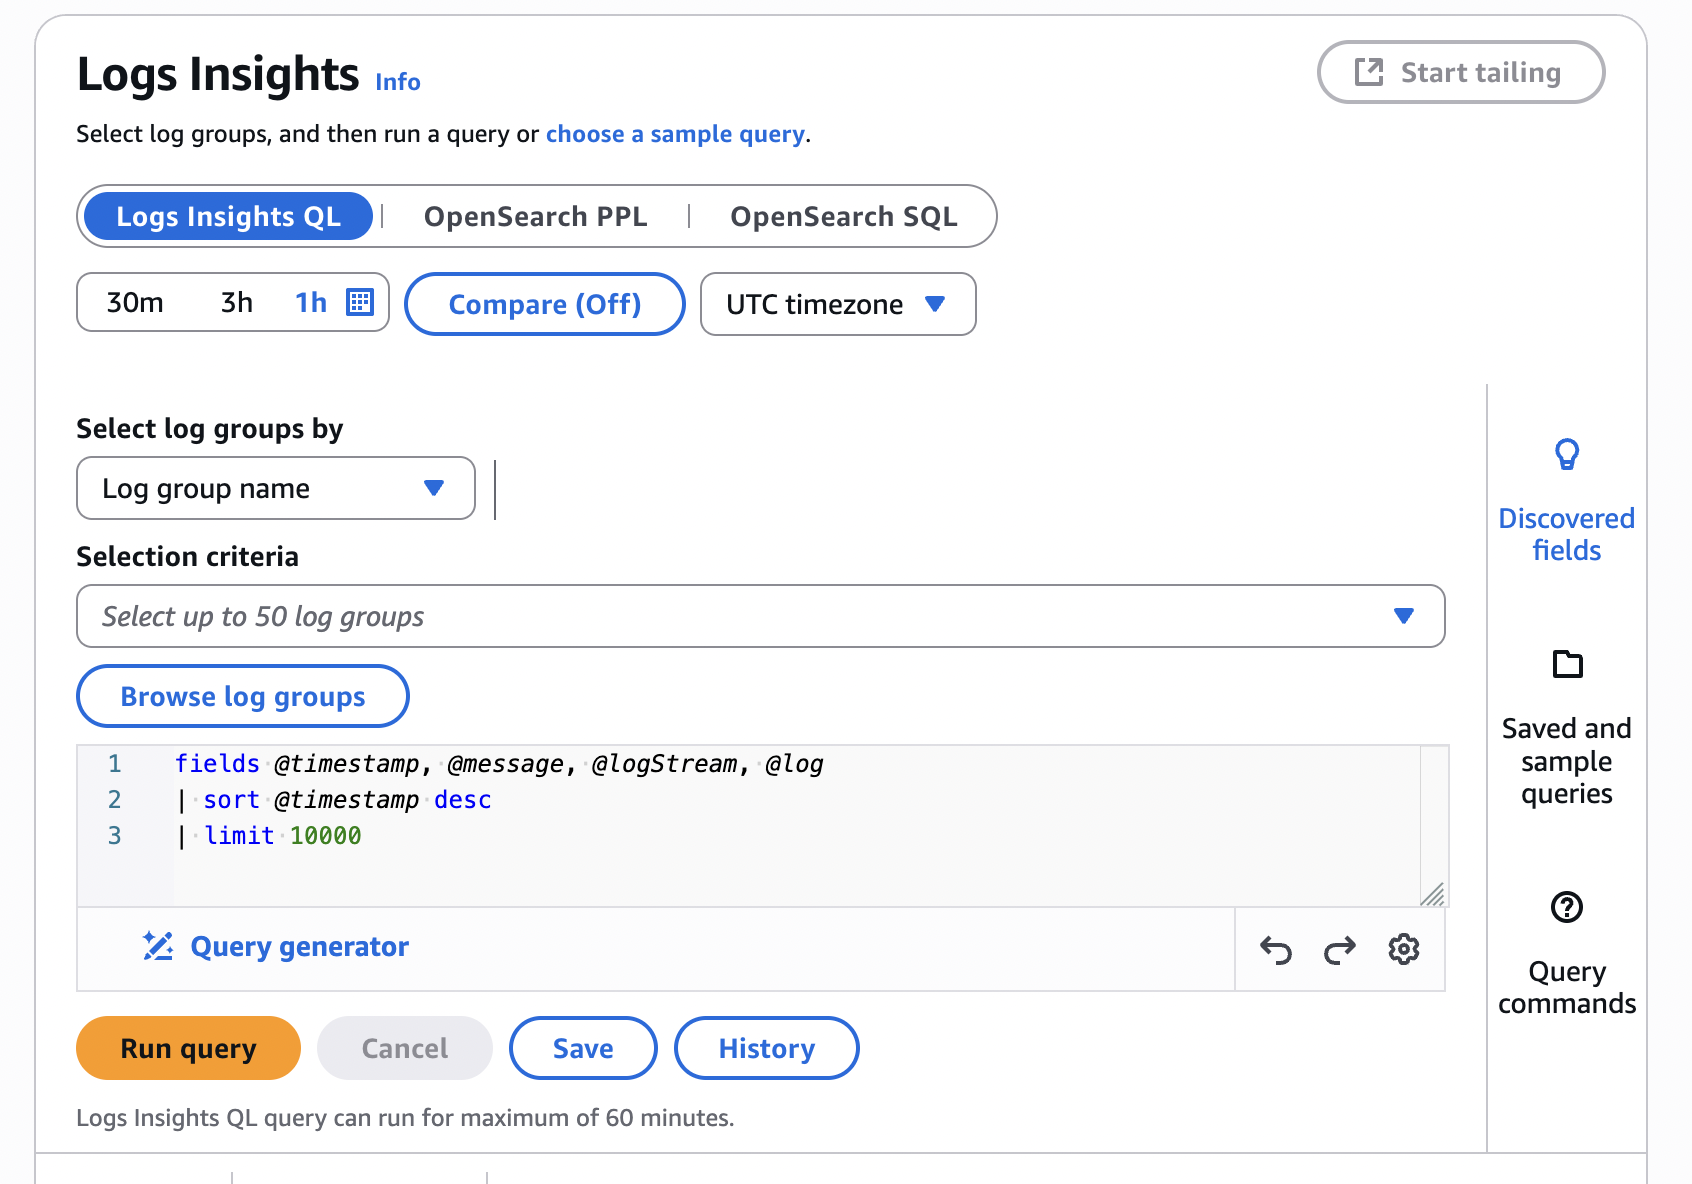 Logs Insights Info
Start tailing
Select log groups, and then run a query or choose a sample query.
Logs Insights QL | OpenSearch PPL | OpenSearch SQL
30m 3h 1h
Compare (Off)
UTC timezone
Select log groups by
Log group name
Selection criteria
Select up to 50 log groups
Browse log groups
1 fields @timestamp, @message, @logStream, @log
2 | sort @timestamp desc
3 | limit 10000
Query generator
Run query
Cancel
Save
History
Logs Insights QL query can run for maximum of 60 minutes.
Discovered
fields
Saved and
sample
queries
Query
commands